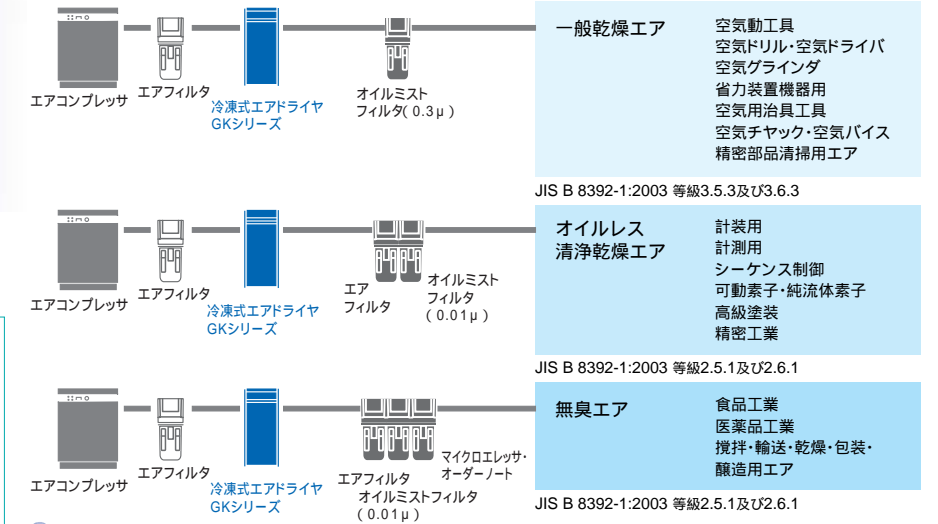 エアコンプレッサ
エアフィルタ
冷凍式エアドライヤ
GKシリーズ
オイルミスト
フィルタ(0.3μ)
一般乾燥エア
空気動工具
空気ドリル・空気ドライバ
空気グラインダ
省力装置機器用
空気用治具工具
空気チヤック・空気バイス
精密部品清掃用エア
JIS B 8392-1:2003 等級3.5.3及び3.6.3
エアコンプレッサ
エアフィルタ
冷凍式エアドライヤ
GKシリーズ
エア
フィルタ
オイルミスト
フィルタ
(0.01μ)
オイルレス
清浄乾燥エア
計装用
計測用
シーケンス制御
可動素子・純流体素子
高級塗装
精密工業
JIS B 8392-1:2003 等級2.5.1及び2.6.1
エアコンプレッサ
エアフィルタ
冷凍式エアドライヤ
GKシリーズ
エアフィルタ
オイルミストフィルタ
(0.01μ)
マイクロエレッサ・
オーダーノート
無臭エア
食品工業
医薬品工業
撹拌・輸送・乾燥・包装・
醸造用エア
JIS B 8392-1:2003 等級2.5.1及び2.6.1